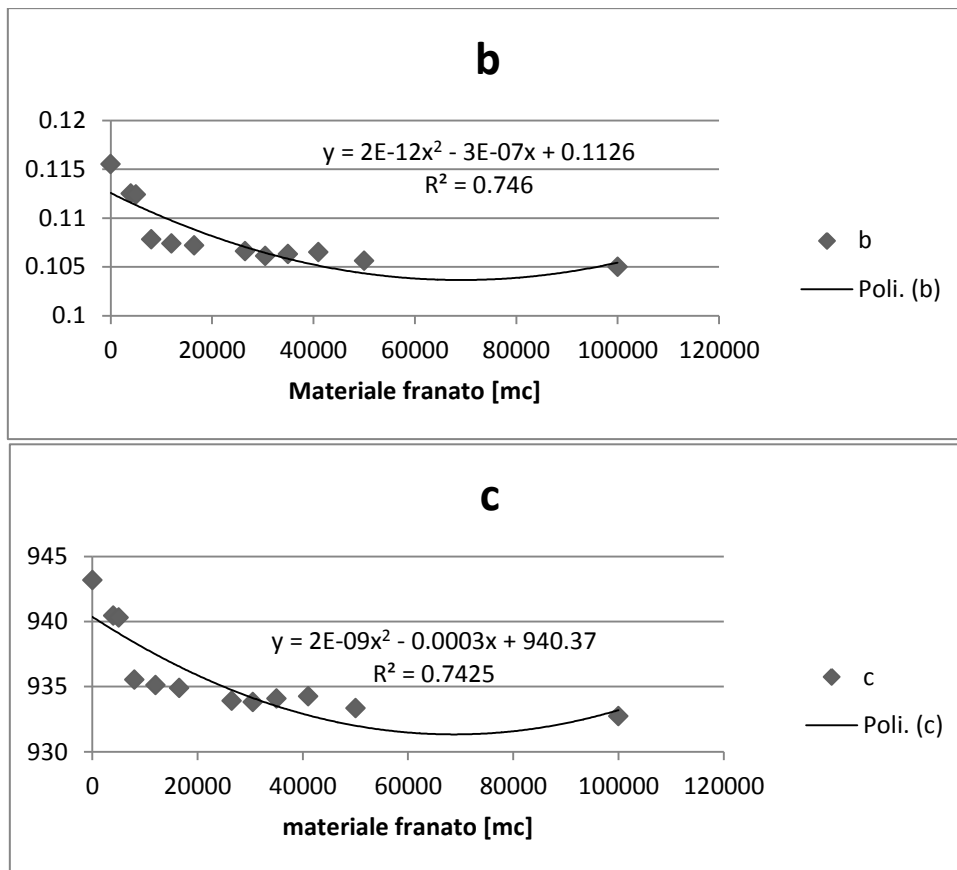 b
0.12
0.115
0.11
0.105
0.1
y = 2E-12x² - 3E-07x + 0.1126
R² = 0.746
0 20000 40000 60000 80000 100000 120000
Materiale franato [mc]
b
Poli. (b)
c
945
940
935
930
y = 2E-09x² - 0.0003x + 940.37
R² = 0.7425
0 20000 40000 60000 80000 100000 120000
materiale franato [mc]
c
Poli. (c)